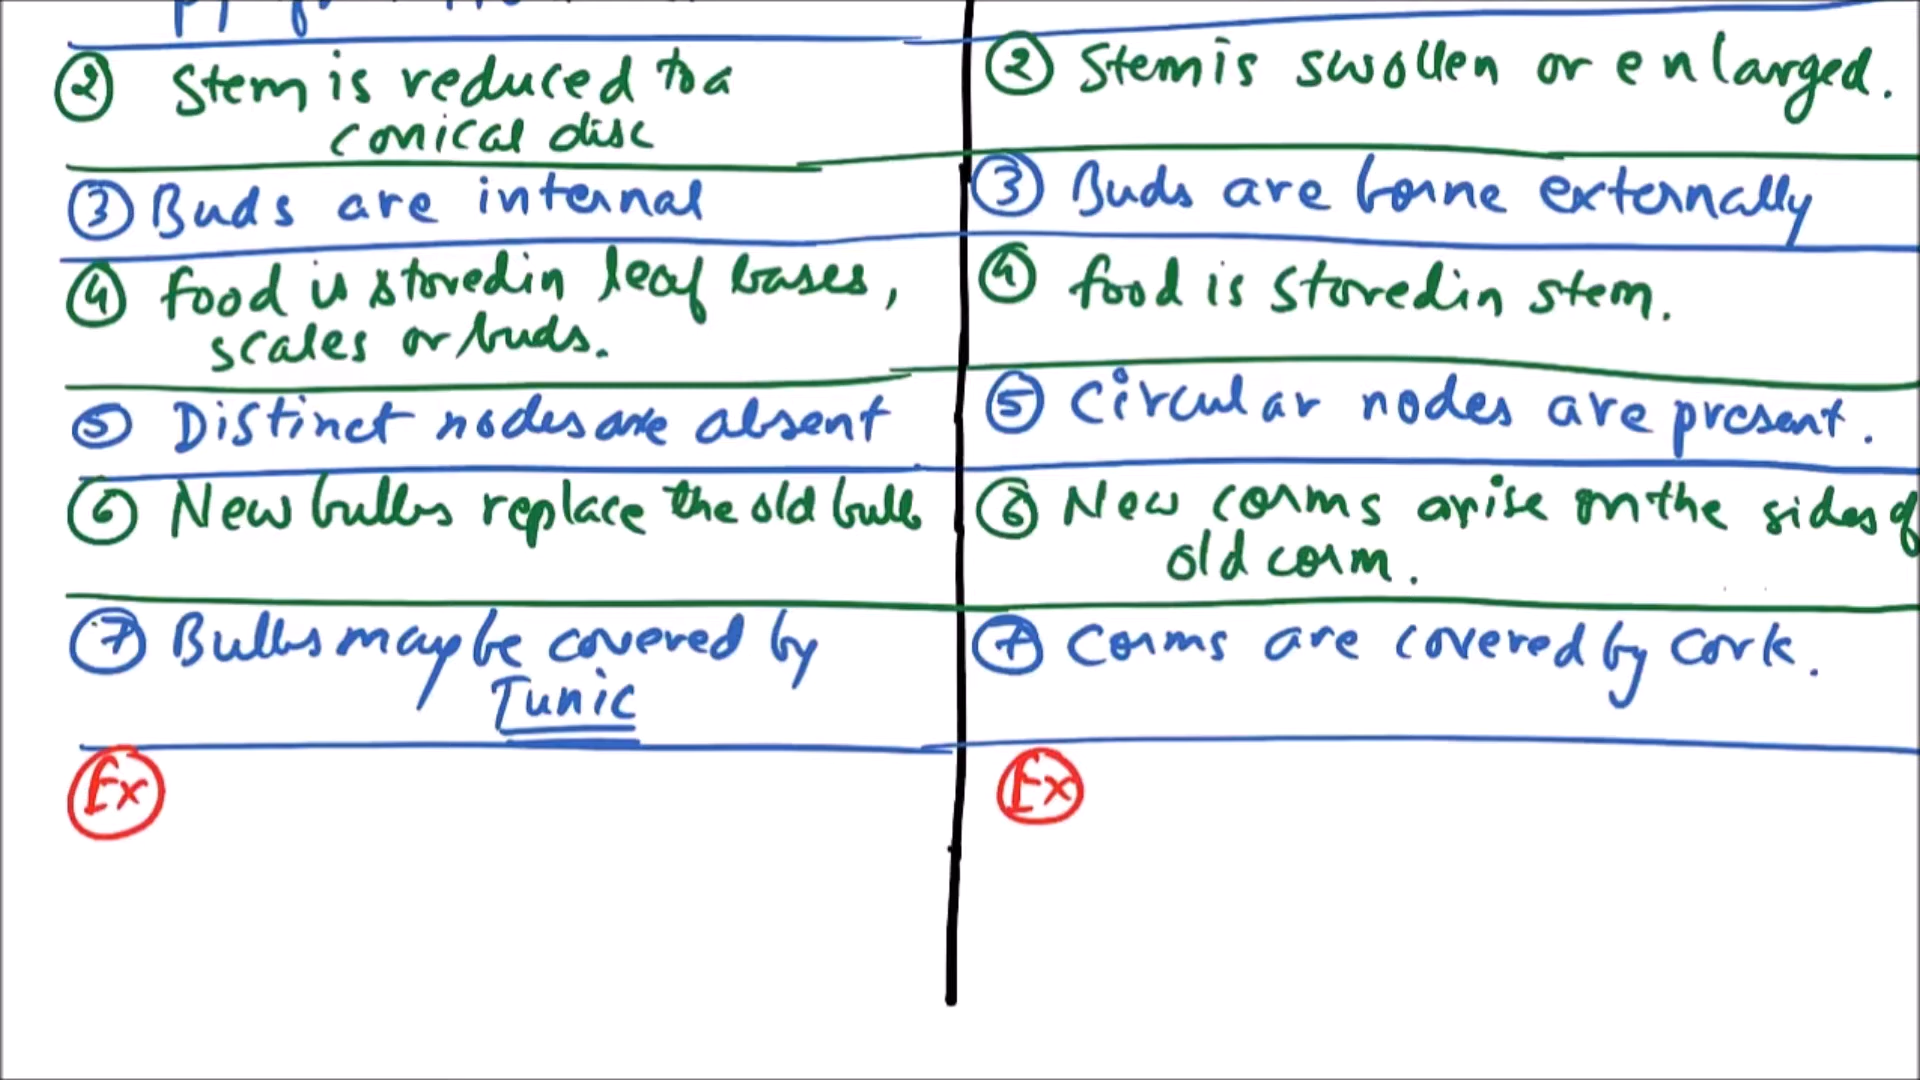 ② Stem is reduced to a
conical disc
③ Buds are internal
④ food is stored in leaf bases,
scales or buds.
⑤ Distinct nodes are absent
⑥ New bulbs replace the old bulb
⑦ Bulbs may be covered by
Tunic
Ex
② Stem is swollen or enlarged.
③ Buds are borne externally
④ food is stored in stem.
⑤ Circular nodes are present.
⑥ New corms arise on the sides of
old corm.
⑦ Corms are covered by cork.
Ex